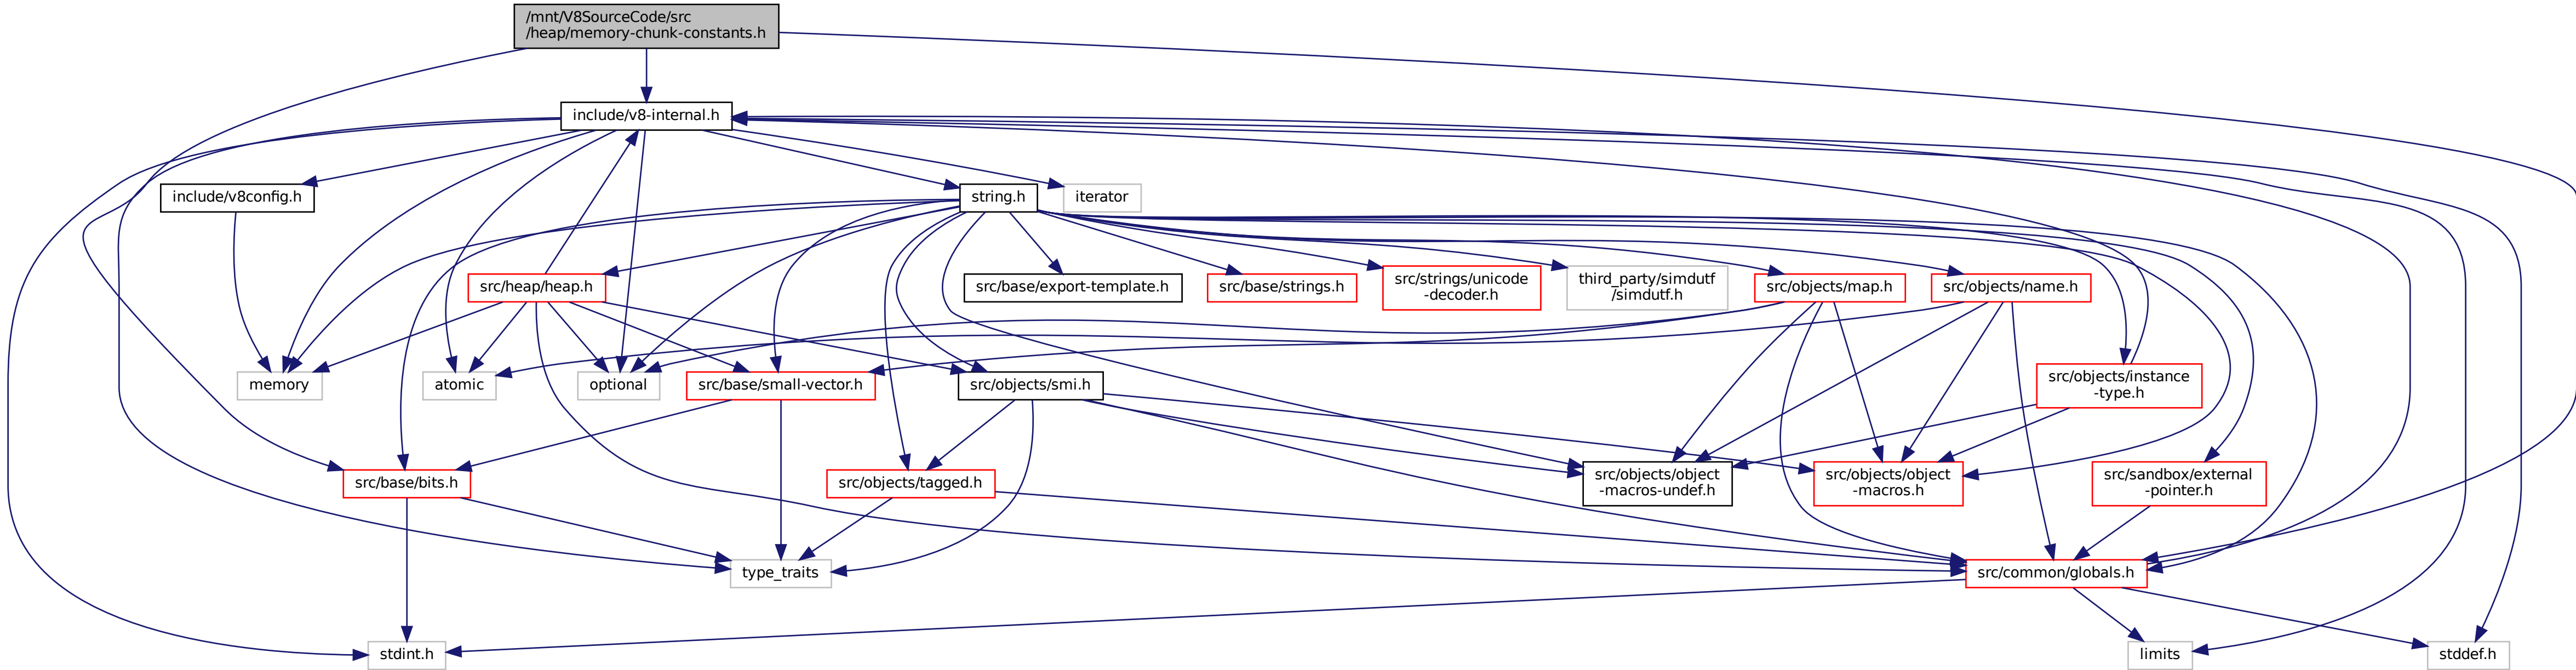 /mnt/V8SourceCode/src
/heap/memory-chunk-constants.h
include/v8-internal.h
include/v8config.h
string.h
iterator
src/heap/heap.h
src/base/export-template.h
src/base/strings.h
src/strings/unicode
-decoder.h
third_party/simdutf
/simdutf.h
src/objects/map.h
src/objects/name.h
memory
atomic
optional
src/base/small-vector.h
src/objects/smi.h
src/objects/instance
-type.h
src/base/bits.h
src/objects/tagged.h
src/objects/object
-macros-undef.h
src/objects/object
-macros.h
src/sandbox/external
-pointer.h
type_traits
src/common/globals.h
stdint.h
limits
stddef.h